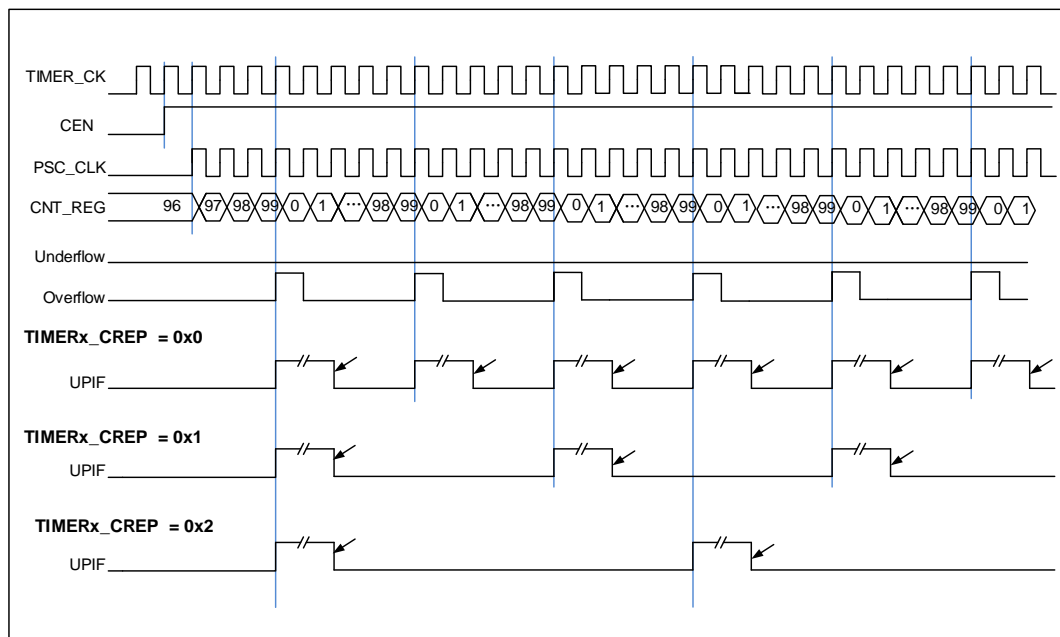 TIMER_CK
CEN
PSC_CLK
CNT_REG 96 97 98 99 0 1 ... 98 99 0 1 ... 98 99 0 1 ... 98 99 0 1 ... 98 99 0 1 ... 98 99 0 1
Underflow
Overflow
TIMERx_CREP = 0x0
UPIF
TIMERx_CREP = 0x1
UPIF
TIMERx_CREP = 0x2
UPIF